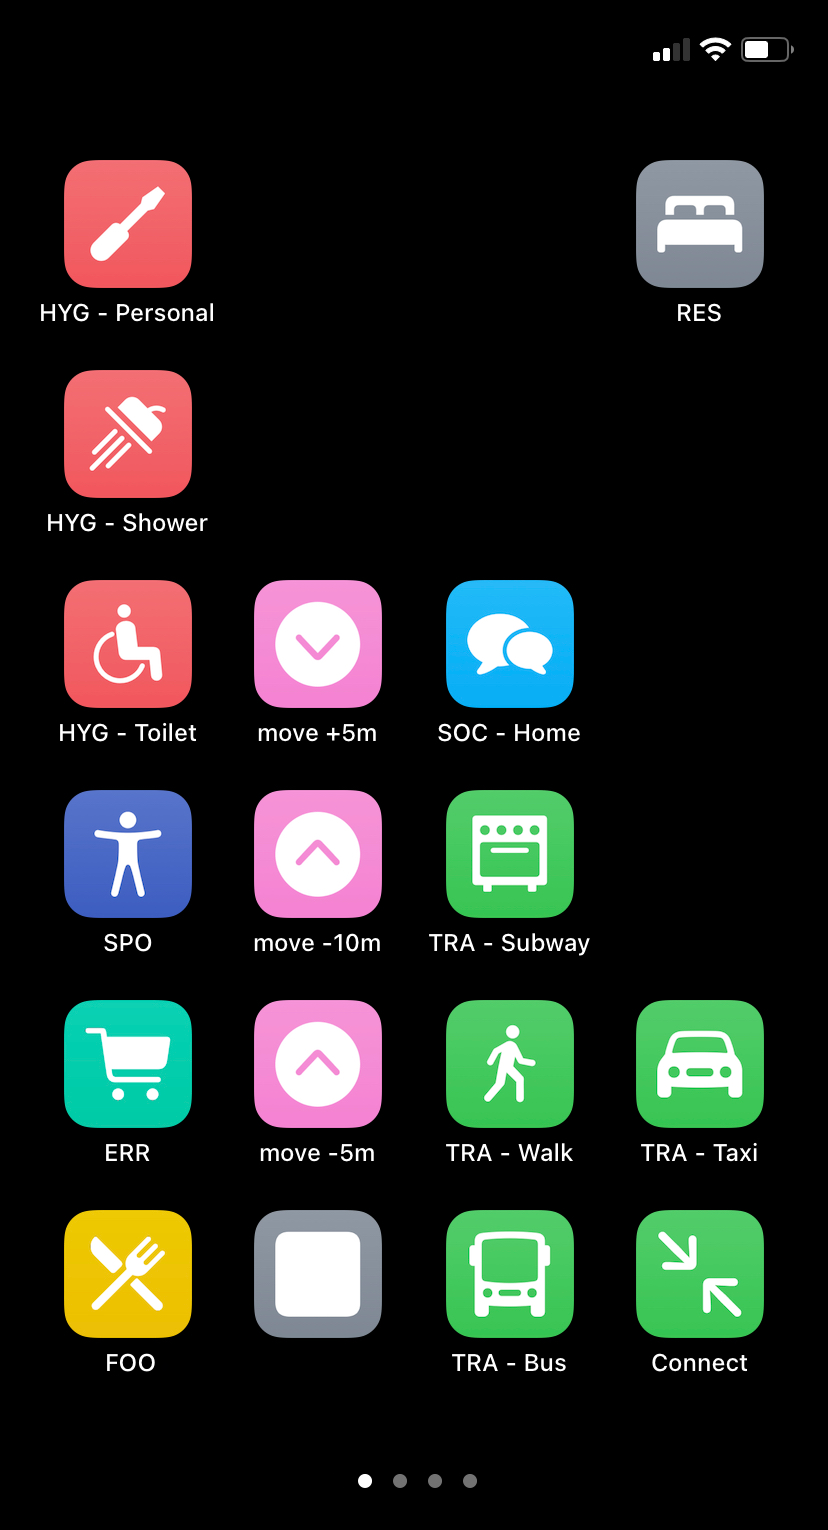 HYG - Personal
RES
HYG - Shower
HYG - Toilet
move +5m
SOC - Home
SPO
move -10m
TRA - Subway
ERR
move -5m
TRA - Walk
TRA - Taxi
FOO
TRA - Bus
Connect